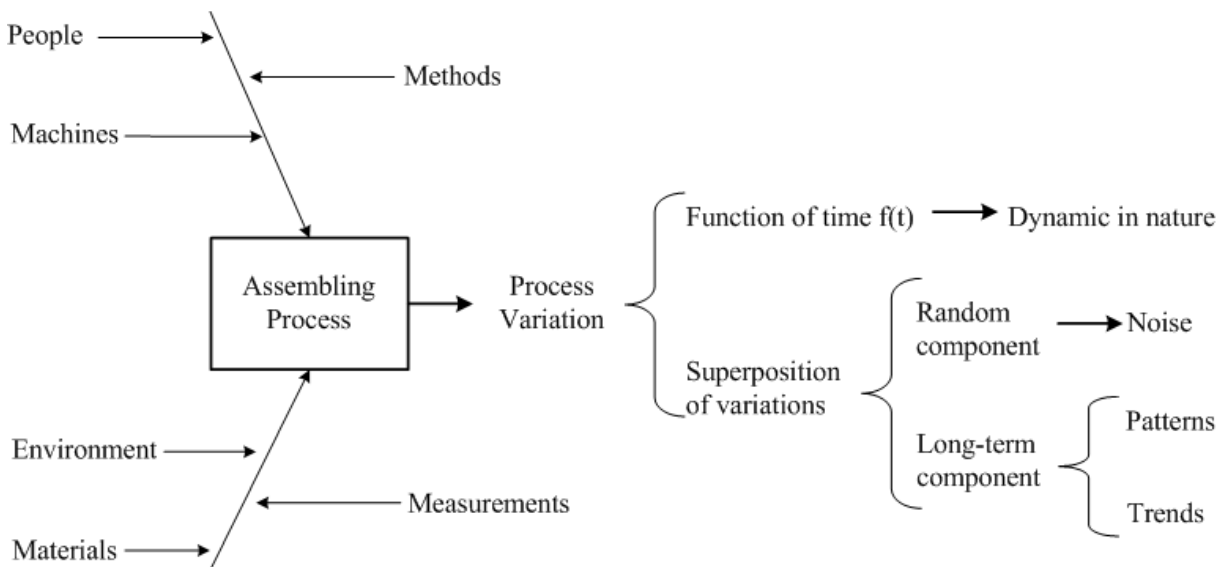 People
Methods
Machines
Assembling
Process
Process
Variation
Function of time f(t)
Dynamic in nature
Superposition
of variations
Random
component
Noise
Long-term
component
Patterns
Trends
Environment
Measurements
Materials